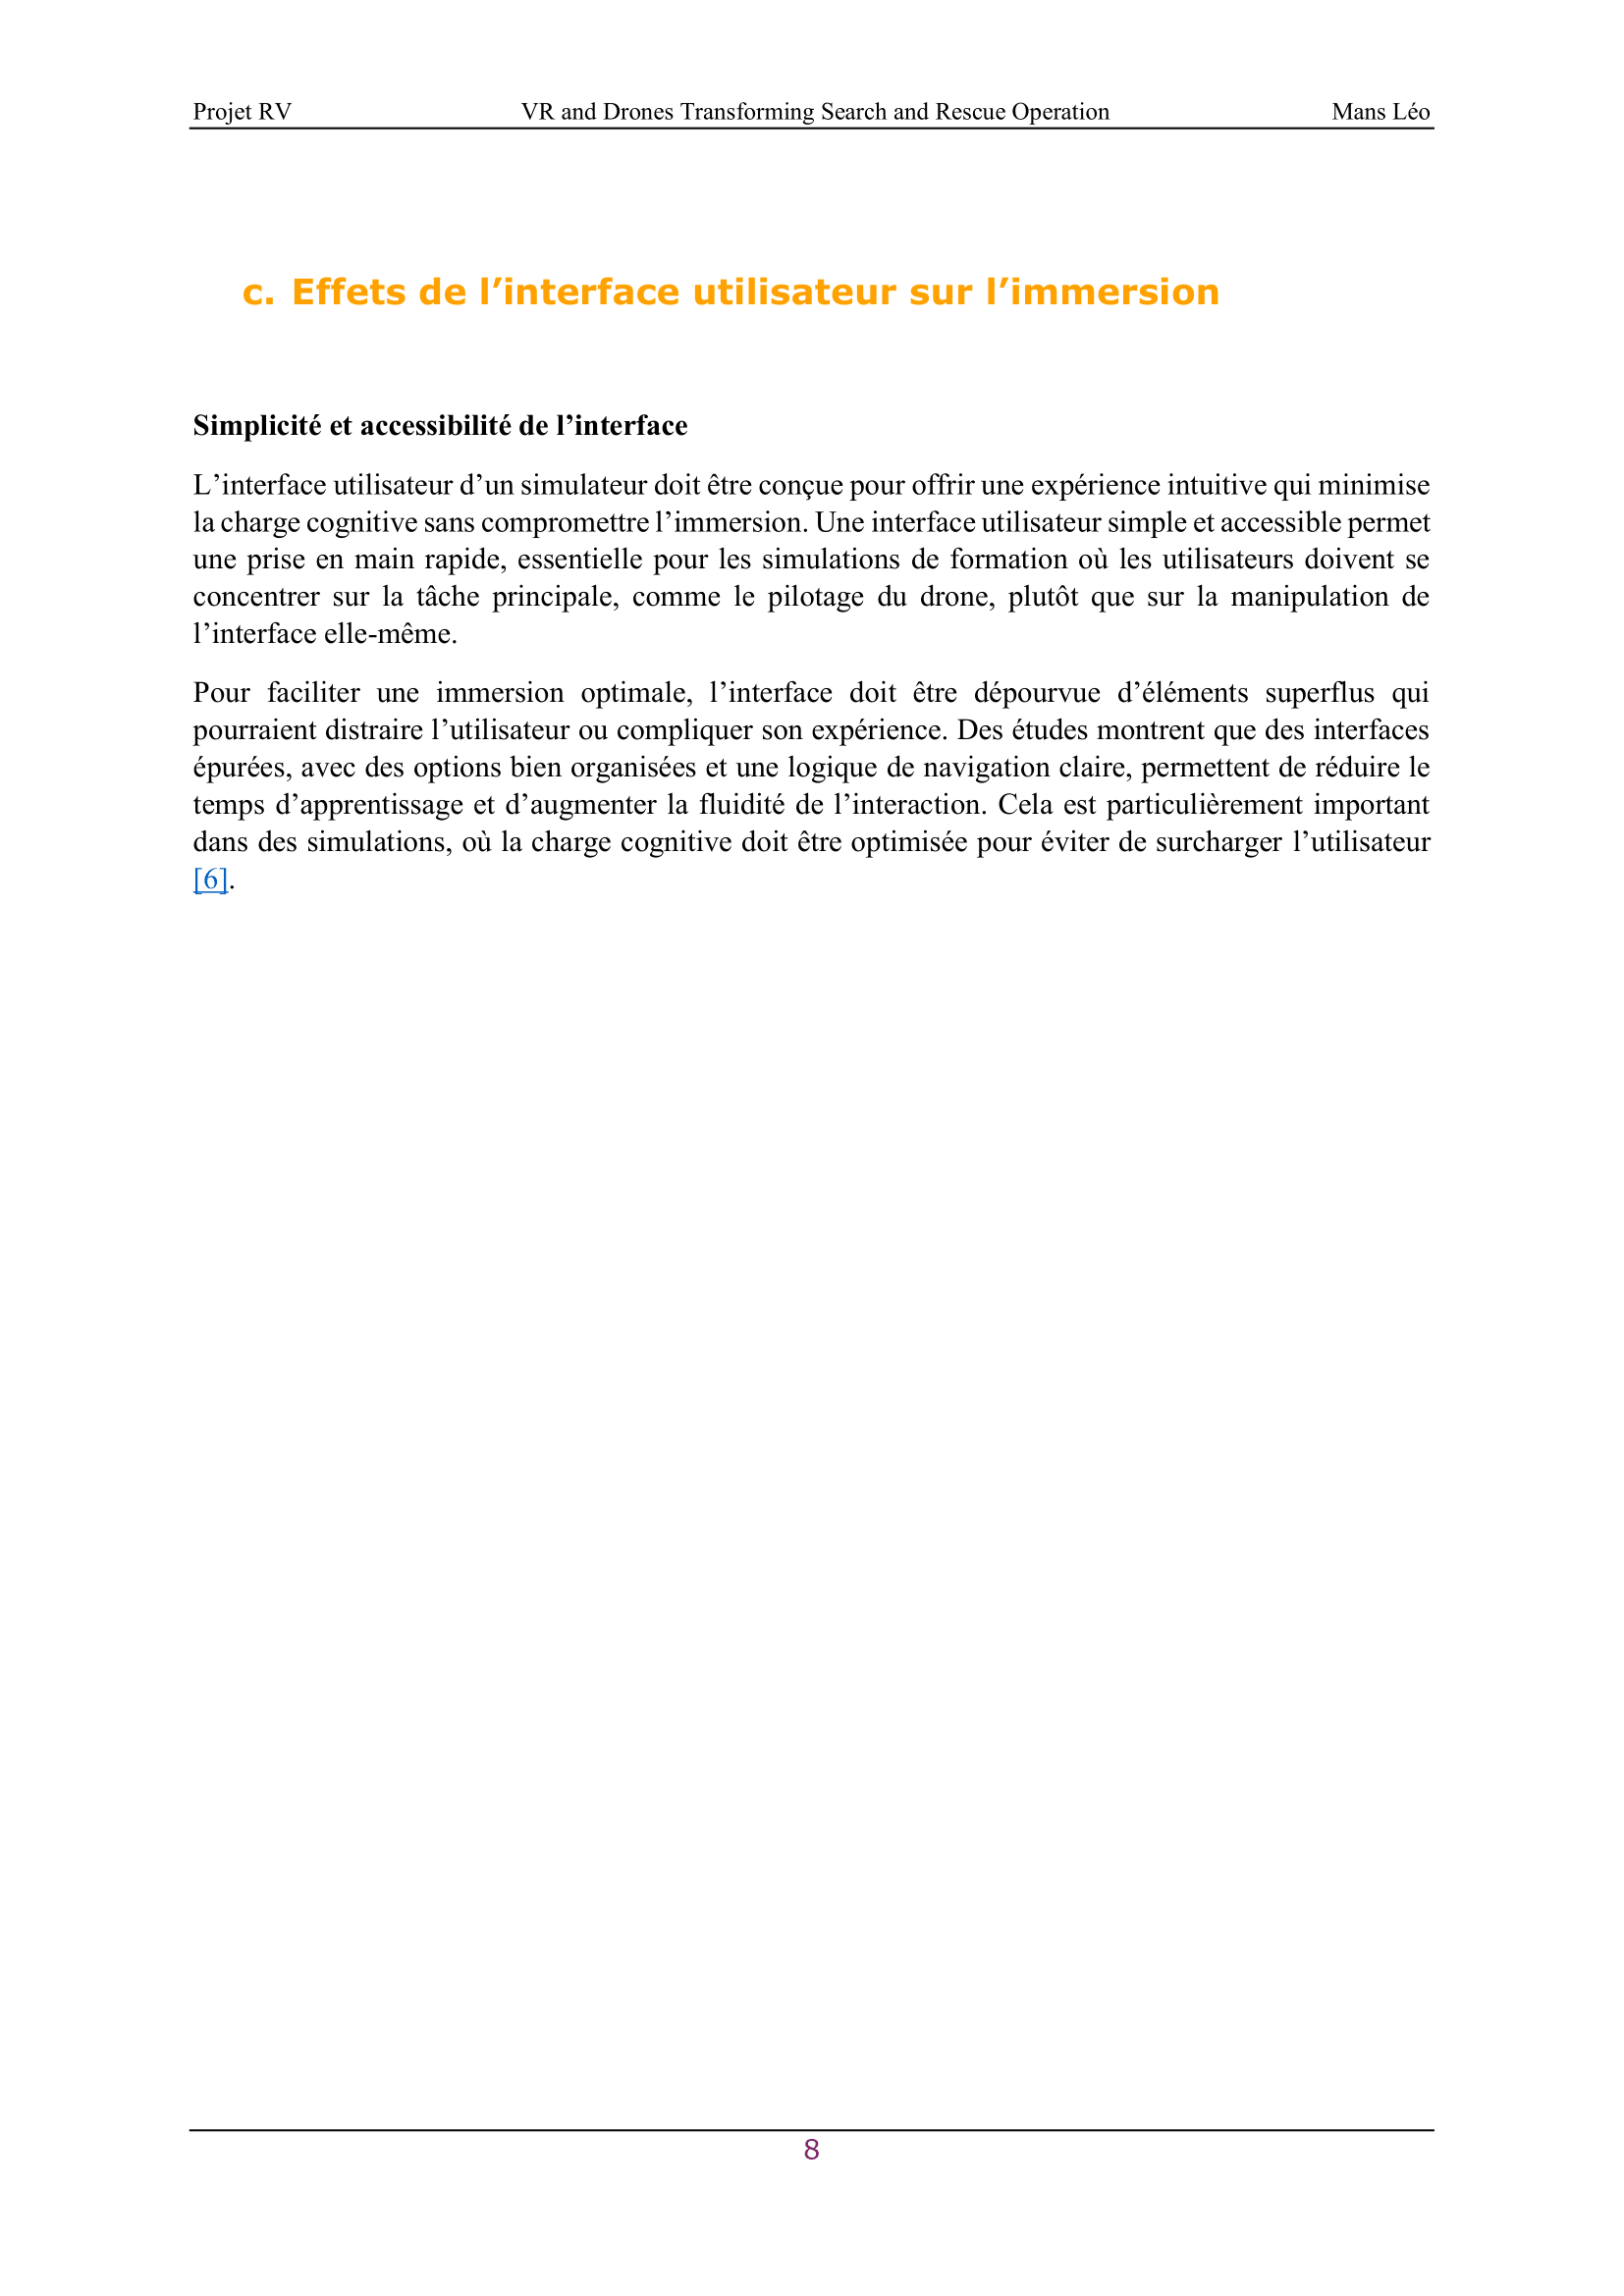 Projet RV VR and Drones Transforming Search and Rescue Operation Mans Léo
c. Effets de l’interface utilisateur sur l’immersion
Simplicité et accessibilité de l’interface
L’interface utilisateur d’un simulateur doit être conçue pour offrir une expérience intuitive qui minimise
la charge cognitive sans compromettre l’immersion. Une interface utilisateur simple et accessible permet
une prise en main rapide, essentielle pour les simulations de formation où les utilisateurs doivent se
concentrer sur la tâche principale, comme le pilotage du drone, plutôt que sur la manipulation de
l’interface elle-même.
Pour faciliter une immersion optimale, l’interface doit être dépourvue d’éléments superflus qui
pourraient distraire l’utilisateur ou compliquer son expérience. Des études montrent que des interfaces
épurées, avec des options bien organisées et une logique de navigation claire, permettent de réduire le
temps d’apprentissage et d’augmenter la fluidité de l’interaction. Cela est particulièrement important
dans des simulations, où la charge cognitive doit être optimisée pour éviter de surcharger l’utilisateur
[6].
8